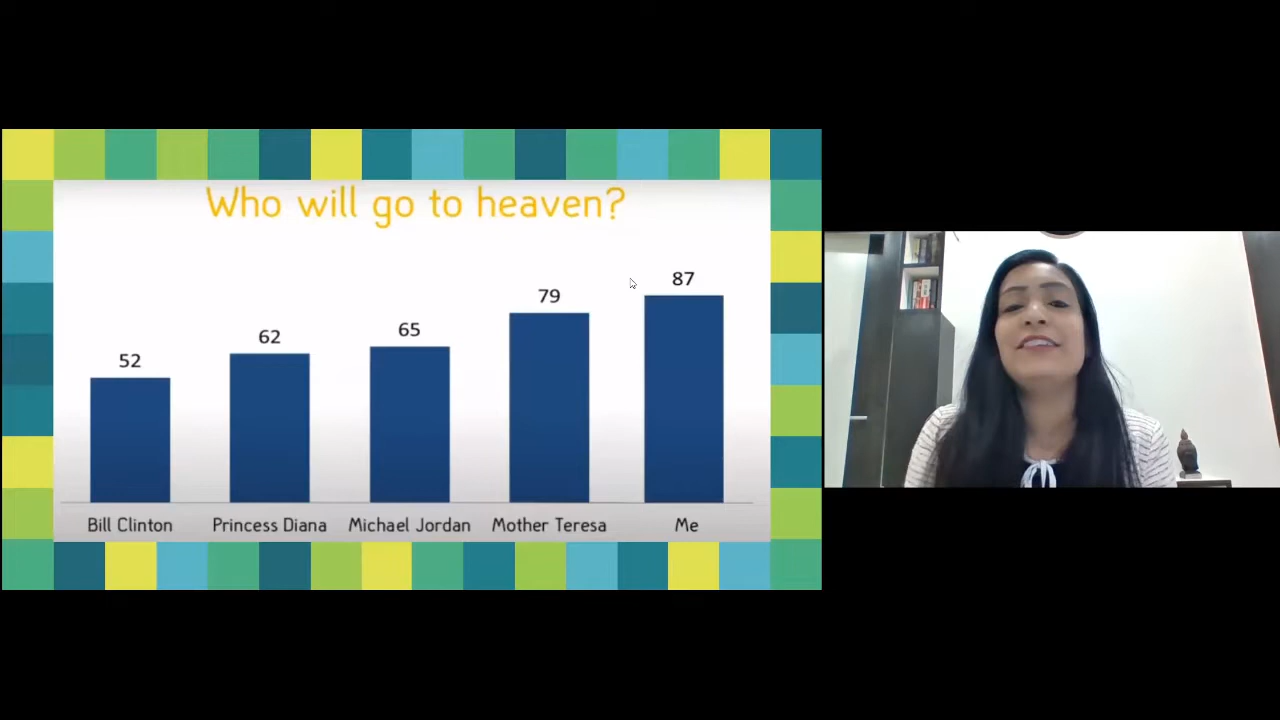 Who will go to heaven?
52
62
65
79
87
Bill Clinton
Princess Diana
Michael Jordan
Mother Teresa
Me